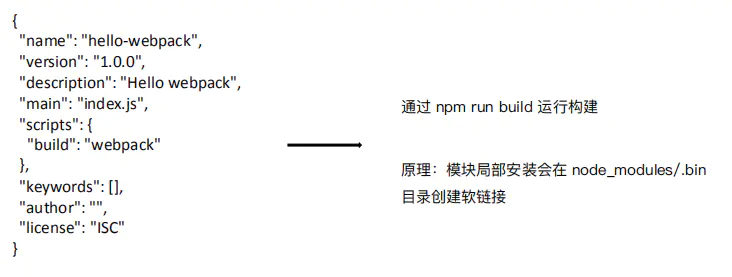 {
  "name": "hello-webpack",
  "version": "1.0.0",
  "description": "Hello webpack",
  "main": "index.js",
  "scripts": {
    "build": "webpack"
  },
  "keywords": [],
  "author": "",
  "license": "ISC"
}
通过 npm run build 运行构建
原理：模块局部安装会在 node_modules/.bin
目录创建软链接